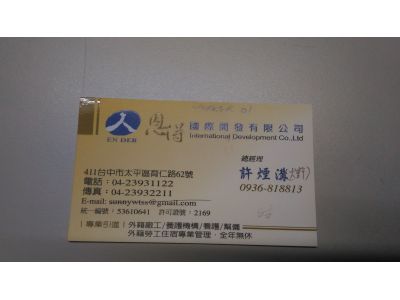 恩得 國際開發有限公司
EN DER
International Development Co.,Ltd
總經理
許煙濱
0936-818813
411台中市太平區育仁路62號
電話：04-23931122
傳真：04-23932211
E-mail: sunnywtss@gmail.com
統一編號：53610641 許可證號：2169
專業引進 外籍廠工/養護機構/養護/幫傭
外籍勞工住宿專業管理、全年無休